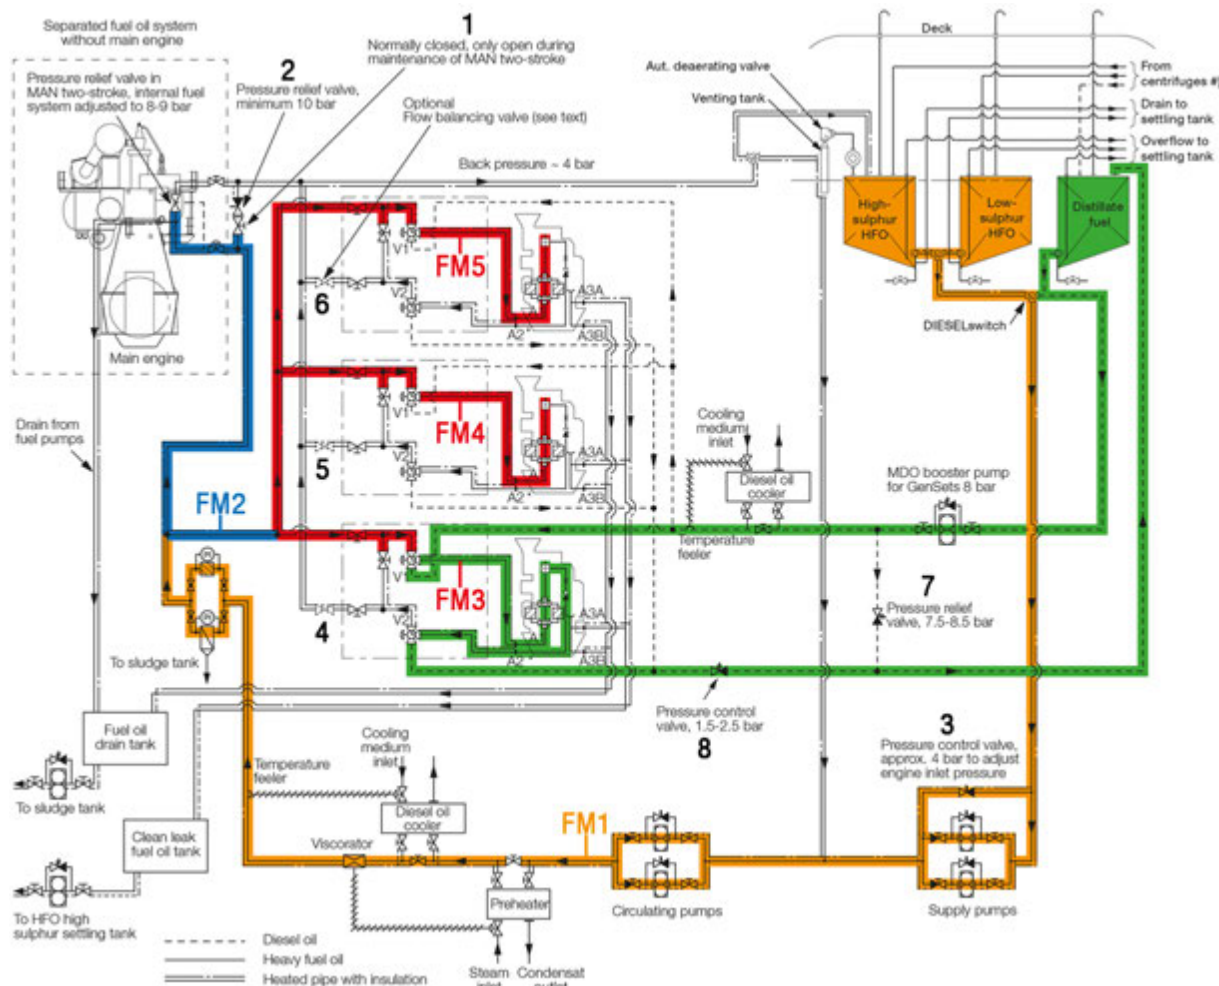 Separated fuel oil system
without main engine
1
Normally closed, only open during
maintenance of MAN two-stroke
2
Pressure relief valve,
minimum 10 bar
Pressure relief valve in
MAN two-stroke, internal fuel
system adjusted to 8-9 bar
Optional
Flow balancing valve (see text)
Back pressure ~ 4 bar
Aut. deaerating valve
Venting tank
Deck
From
centrifuges #)
Drain to
settling tank
Overflow to
settling tank
High-
sulphur
HFO
Low-
sulphur
HFO
Distillate
fuel
DIESELswitch
Main engine
Drain from
fuel pumps
FM5
V1
V2
6
A2
A3A
A3B
FM4
V1
V2
5
A2
A3A
A3B
FM3
V1
V2
4
A2
A3A
A3B
FM2
Cooling
medium
inlet
Diesel oil
cooler
Temperature
feeler
MDO booster pump
for GenSets 8 bar
7
Pressure relief
valve, 7.5-8.5 bar
Pressure control
valve, 1.5-2.5 bar
8
3
Pressure control valve,
approx. 4 bar to adjust
engine inlet pressure
To sludge tank
Fuel oil
drain tank
To sludge tank
Clean leak
fuel oil tank
To HFO high
sulphur settling tank
Temperature
feeler
Cooling
medium
inlet
Diesel oil
cooler
Viscorator
FM1
Preheater
Circulating pumps
Supply pumps
Steam
inlet
Condensat
outlet
Diesel oil
Heavy fuel oil
Heated pipe with insulation